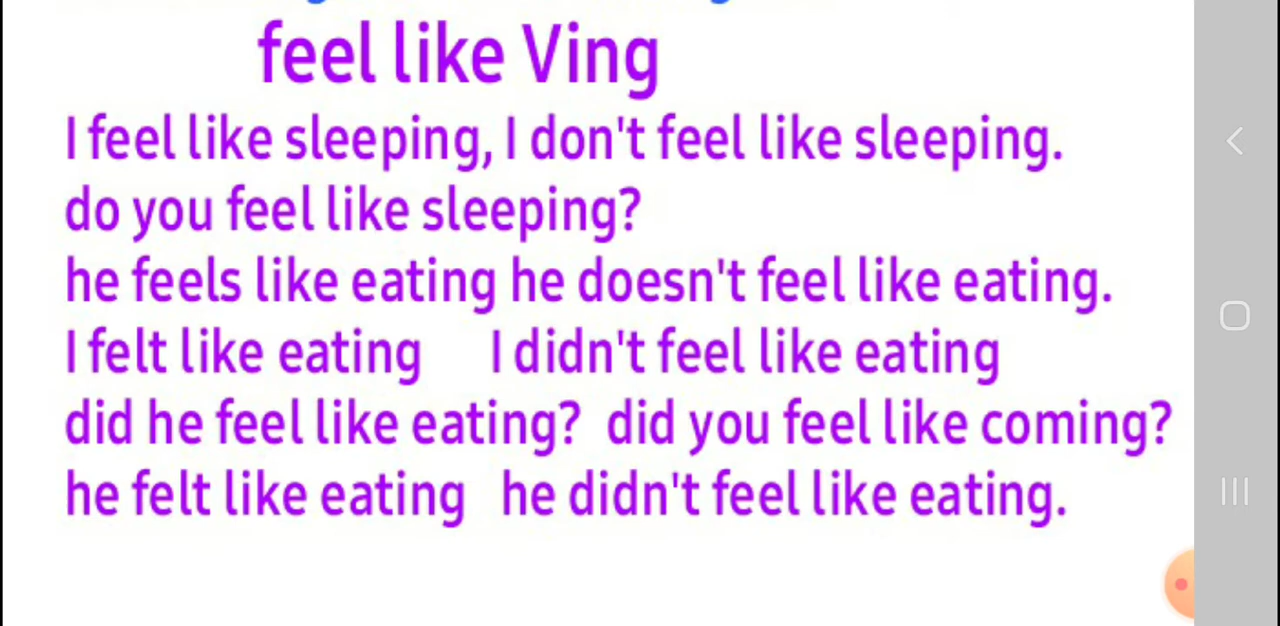 feel like Ving
I feel like sleeping, I don't feel like sleeping.
do you feel like sleeping?
he feels like eating he doesn't feel like eating.
I felt like eating I didn't feel like eating
did he feel like eating? did you feel like coming?
he felt like eating he didn't feel like eating.